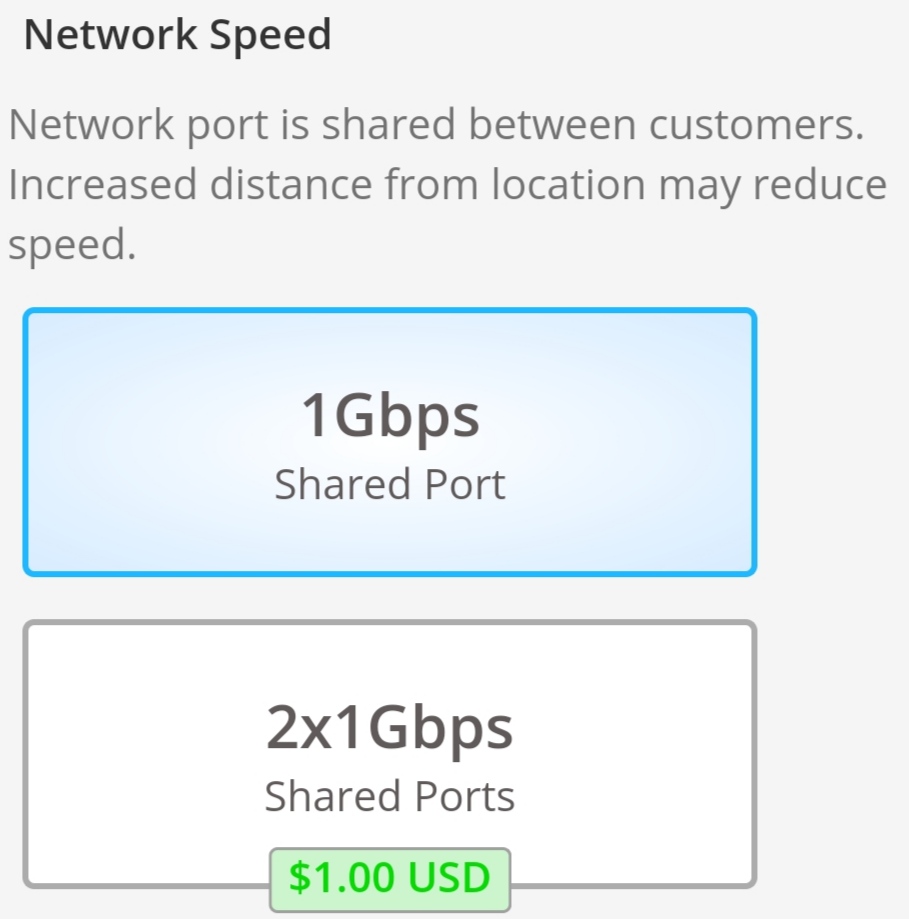 Network Speed
Network port is shared between customers.
Increased distance from location may reduce
speed.
1Gbps
Shared Port
2x1Gbps
Shared Ports
$1.00 USD